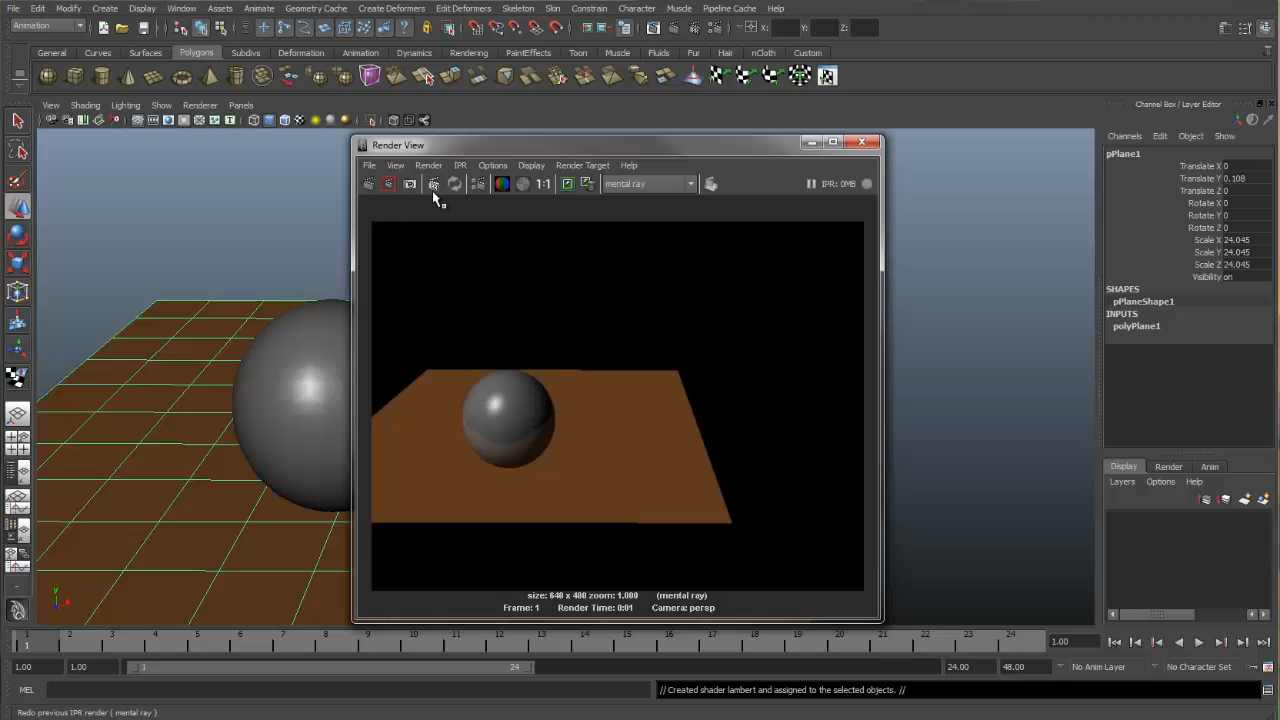 File Edit Modify Create Display Window Assets Animate Geometry Cache Create Deformers Edit Deformers Skeleton Skin Constrain Character Muscle Pipeline Cache Help
Animation X: Y: Z:
General Curves Surfaces Polygons Subdivs Deformation Animation Dynamics Rendering PaintEffects Toon Muscle Fluids Fur Hair nCloth Custom
View Shading Lighting Show Renderer Panels
Channel Box / Layer Editor
Channels Edit Object Show
pPlane1
Translate X 0
Translate Y 0.108
Translate Z 0
Rotate X 0
Rotate Y 0
Rotate Z 0
Scale X 24.045
Scale Y 24.045
Scale Z 24.045
Visibility on
SHAPES
pPlaneShape1
INPUTS
polyPlane1
Render View
File View Render IPR Options Display Render Target Help
1:1 mental ray IPR: 0MB
size: 640 x 480 zoom: 1.000 (mental ray)
Frame: 1 Render Time: 0:01 Camera: persp
Display Render Anim
Layers Options Help
y
x
1 2 3 4 5 6 7 8 9 10 11 12 13 14 15 16 17 18 19 20 21 22 23 24
1 1.00
1.00 1.00 1 24 24.00 48.00 No Anim Layer No Character Set
MEL // Created shader lambert and assigned to the selected objects. //
Redo previous IPR render ( mental ray )